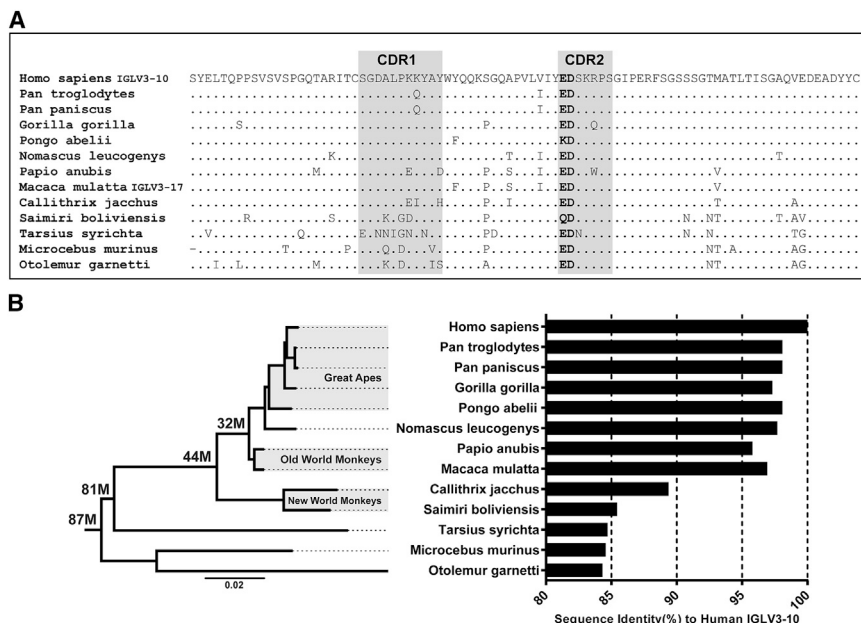 A
CDR1 CDR2
Homo sapiens IGLV3-10 SYELTQPPSVSVSPGQTARITCSGDALPKKYAYWYQQKSGQAPVLVIYEDSKRPSGIPERFSGSSSGTMATLTISGAQVEDEADYYC
Pan troglodytes .............................Q...............I..ED.....................................
Pan paniscus .............................Q...............I..ED.....................................
Gorilla gorilla ......S...............................P.........ED..Q..................................
Pongo abelii ..................................F.............KD.....................................
Nomascus leucogenys ..................K......................T...I..ED..........................S..........
Papio anubis ................M...........E...D.....P..S...I..ED..W...............V..................
Macaca mulatta IGLV3-17 ..................................F...P..S...I..ED..................V..................
Callithrix jacchus ............................EI..H.....P..I......ED..................V.........A........
Saimiri boliviensis .......R..........S......K.GD.........P.........QD..............N..NT.......T.AV.......
Tarsius syrichta ..V...........Q.......E.NNIGN.N.......PD........EDN.............N..NT.........TG.......
Microcebus murinus -...........T.......P....Q.D...V......P.........ED.................NT.A.......AV.......
Otolemur garnetti ...I..L.........M........K.D...IS.....A.........ED.................NT.........AG.......
B
Great Apes
32M
Old World Monkeys
44M
New World Monkeys
81M
87M
0.02
Homo sapiens
Pan troglodytes
Pan paniscus
Gorilla gorilla
Pongo abelii
Nomascus leucogenys
Papio anubis
Macaca mulatta
Callithrix jacchus
Saimiri boliviensis
Tarsius syrichta
Microcebus murinus
Otolemur garnetti
80 85 90 95 100
Sequence Identity(%) to Human IGLV3-10